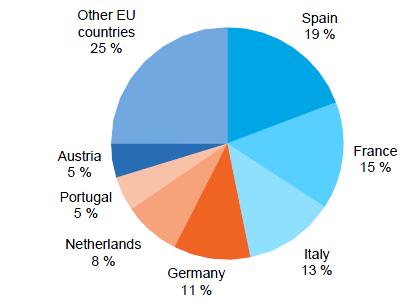 Other EU
countries
25 %
Spain
19 %
France
15 %
Italy
13 %
Germany
11 %
Netherlands
8 %
Portugal
5 %
Austria
5 %